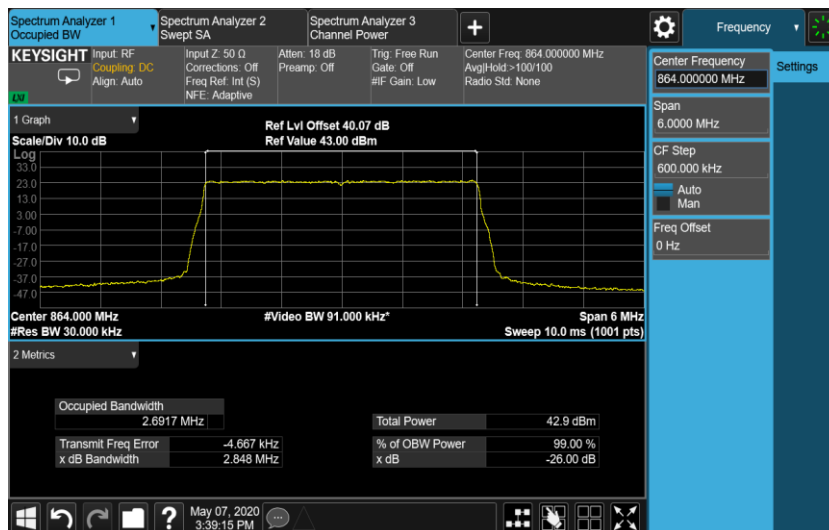 Spectrum Analyzer 1
Occupied BW
Spectrum Analyzer 2
Swept SA
Spectrum Analyzer 3
Channel Power
Frequency
KEYSIGHT
Input: RF
Coupling: DC
Align: Auto
Input Z: 50 Ω
Corrections: Off
Freq Ref: Int (S)
NFE: Adaptive
Atten: 18 dB
Preamp: Off
Trig: Free Run
Gate: Off
#IF Gain: Low
Center Freq: 864.000000 MHz
Avg|Hold:>100/100
Radio Std: None
LXI
Center Frequency
864.000000 MHz
Settings
Span
6.0000 MHz
CF Step
600.000 kHz
Auto
Man
Freq Offset
0 Hz
1 Graph
Scale/Div 10.0 dB
Ref Lvl Offset 40.07 dB
Ref Value 43.00 dBm
Log
33.0
23.0
13.0
3.00
-7.00
-17.0
-27.0
-37.0
-47.0
Center 864.000 MHz
#Video BW 91.000 kHz*
Span 6 MHz
#Res BW 30.000 kHz
Sweep 10.0 ms (1001 pts)
2 Metrics
Occupied Bandwidth
2.6917 MHz
Total Power 42.9 dBm
Transmit Freq Error -4.667 kHz
% of OBW Power 99.00 %
x dB Bandwidth 2.848 MHz
x dB -26.00 dB
?
May 07, 2020
3:39:15 PM